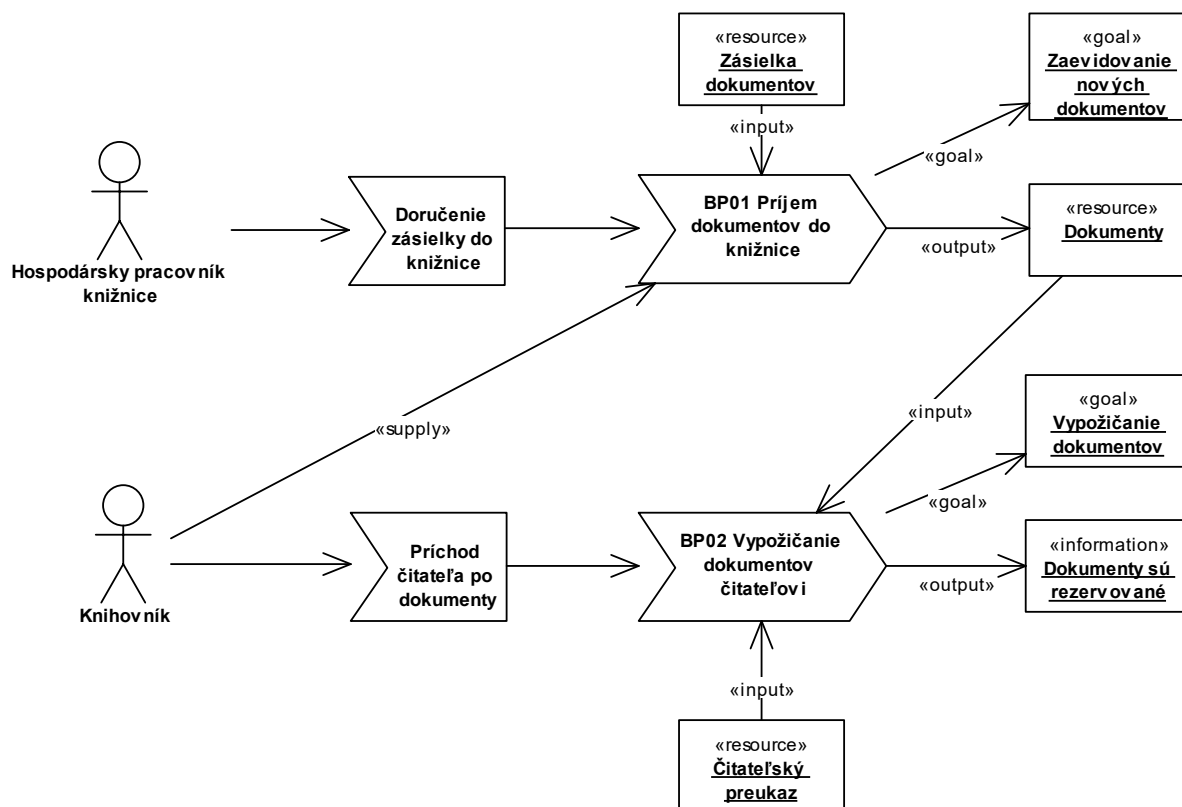 «resource»
Zásielka
dokumentov
«goal»
Zaevidovanie
nových
dokumentov
«input»
«goal»
Hospodársky pracovník
knižnice
Doručenie
zásielky do
knižnice
BP01 Príjem
dokumentov do
knižnice
«output»
«resource»
Dokumenty
«supply»
«input»
«goal»
Vypožičanie
dokumentov
«goal»
Knihovník
Príchod
čitateľa po
dokumenty
BP02 Vypožičanie
dokumentov
čitateľovi
«output»
«information»
Dokumenty sú
rezervované
«input»
«resource»
Čitateľský
preukaz